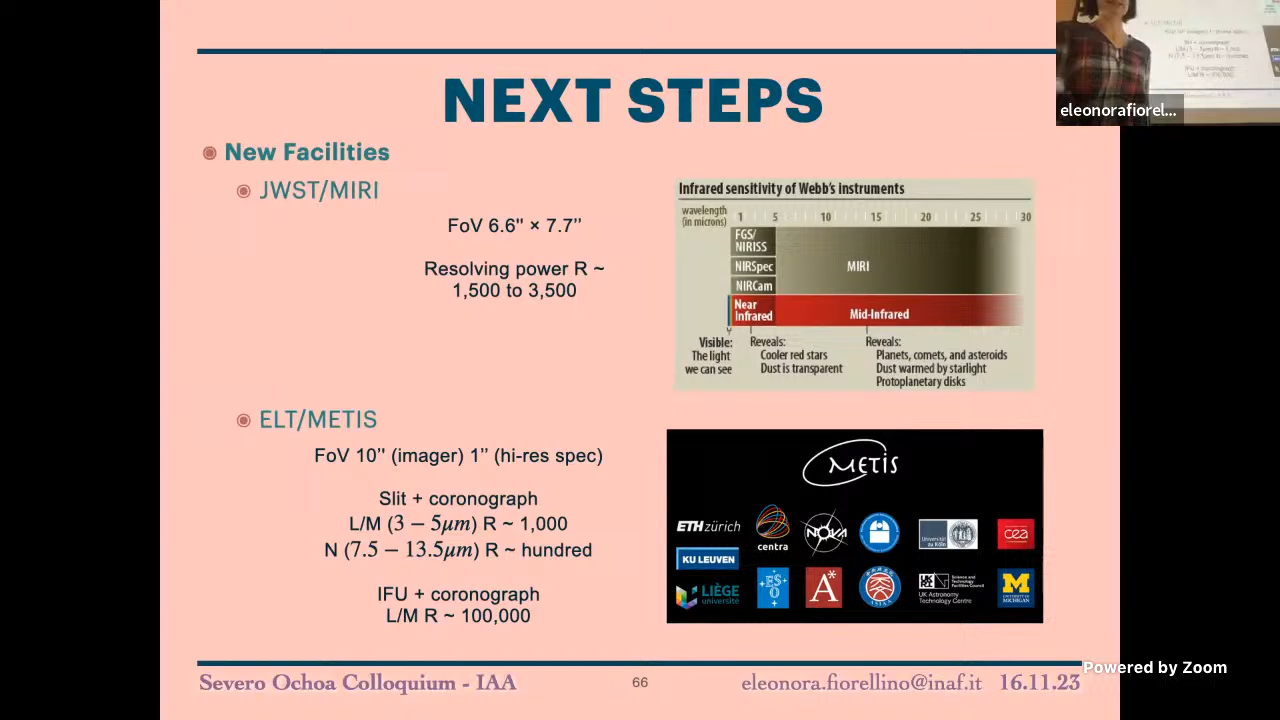 NEXT STEPS
eleonorafiorel...
New Facilities
JWST/MIRI
FoV 6.6'' × 7.7’’
Resolving power R ~
1,500 to 3,500
Infrared sensitivity of Webb's instruments
wavelength
(in microns)
1 5 10 15 20 25 30
FGS/
NIRISS
NIRSpec
MIRI
NIRCam
Near
Infrared
Mid-Infrared
Visible:
The light
we can see
Reveals:
Cooler red stars
Dust is transparent
Reveals:
Planets, comets, and asteroids
Dust warmed by starlight
Protoplanetary disks
ELT/METIS
FoV 10'' (imager) 1’’ (hi-res spec)
Slit + coronograph
L/M (3 − 5μm) R ~ 1,000
N (7.5 − 13.5μm) R ~ hundred
IFU + coronograph
L/M R ~ 100,000
METIS
ETH zürich
centra
NOVA
Universität
zu Köln
cea
KU LEUVEN
LIÈGE
université
ES
O
A*
ASIAA
Science and
Technology
Facilities Council
UK Astronomy
Technology Centre
M
UNIVERSITY OF
MICHIGAN
Powered by Zoom
Severo Ochoa Colloquium - IAA
66
eleonora.fiorellino@inaf.it 16.11.23